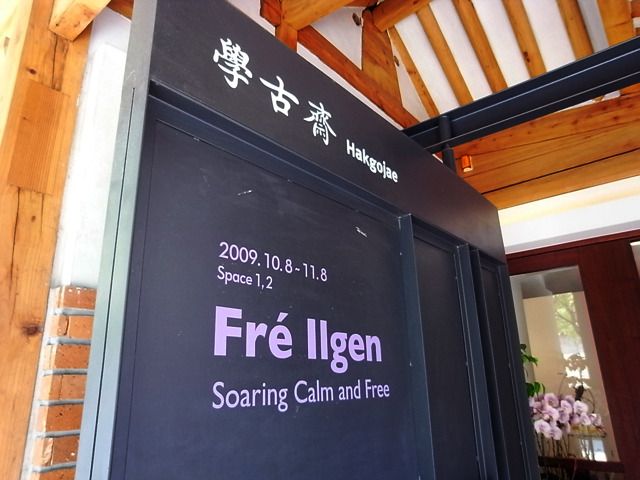 學古齋 Hakgojae
2009.10.8~11.8
Space 1,2
Fré Ilgen
Soaring Calm and Free